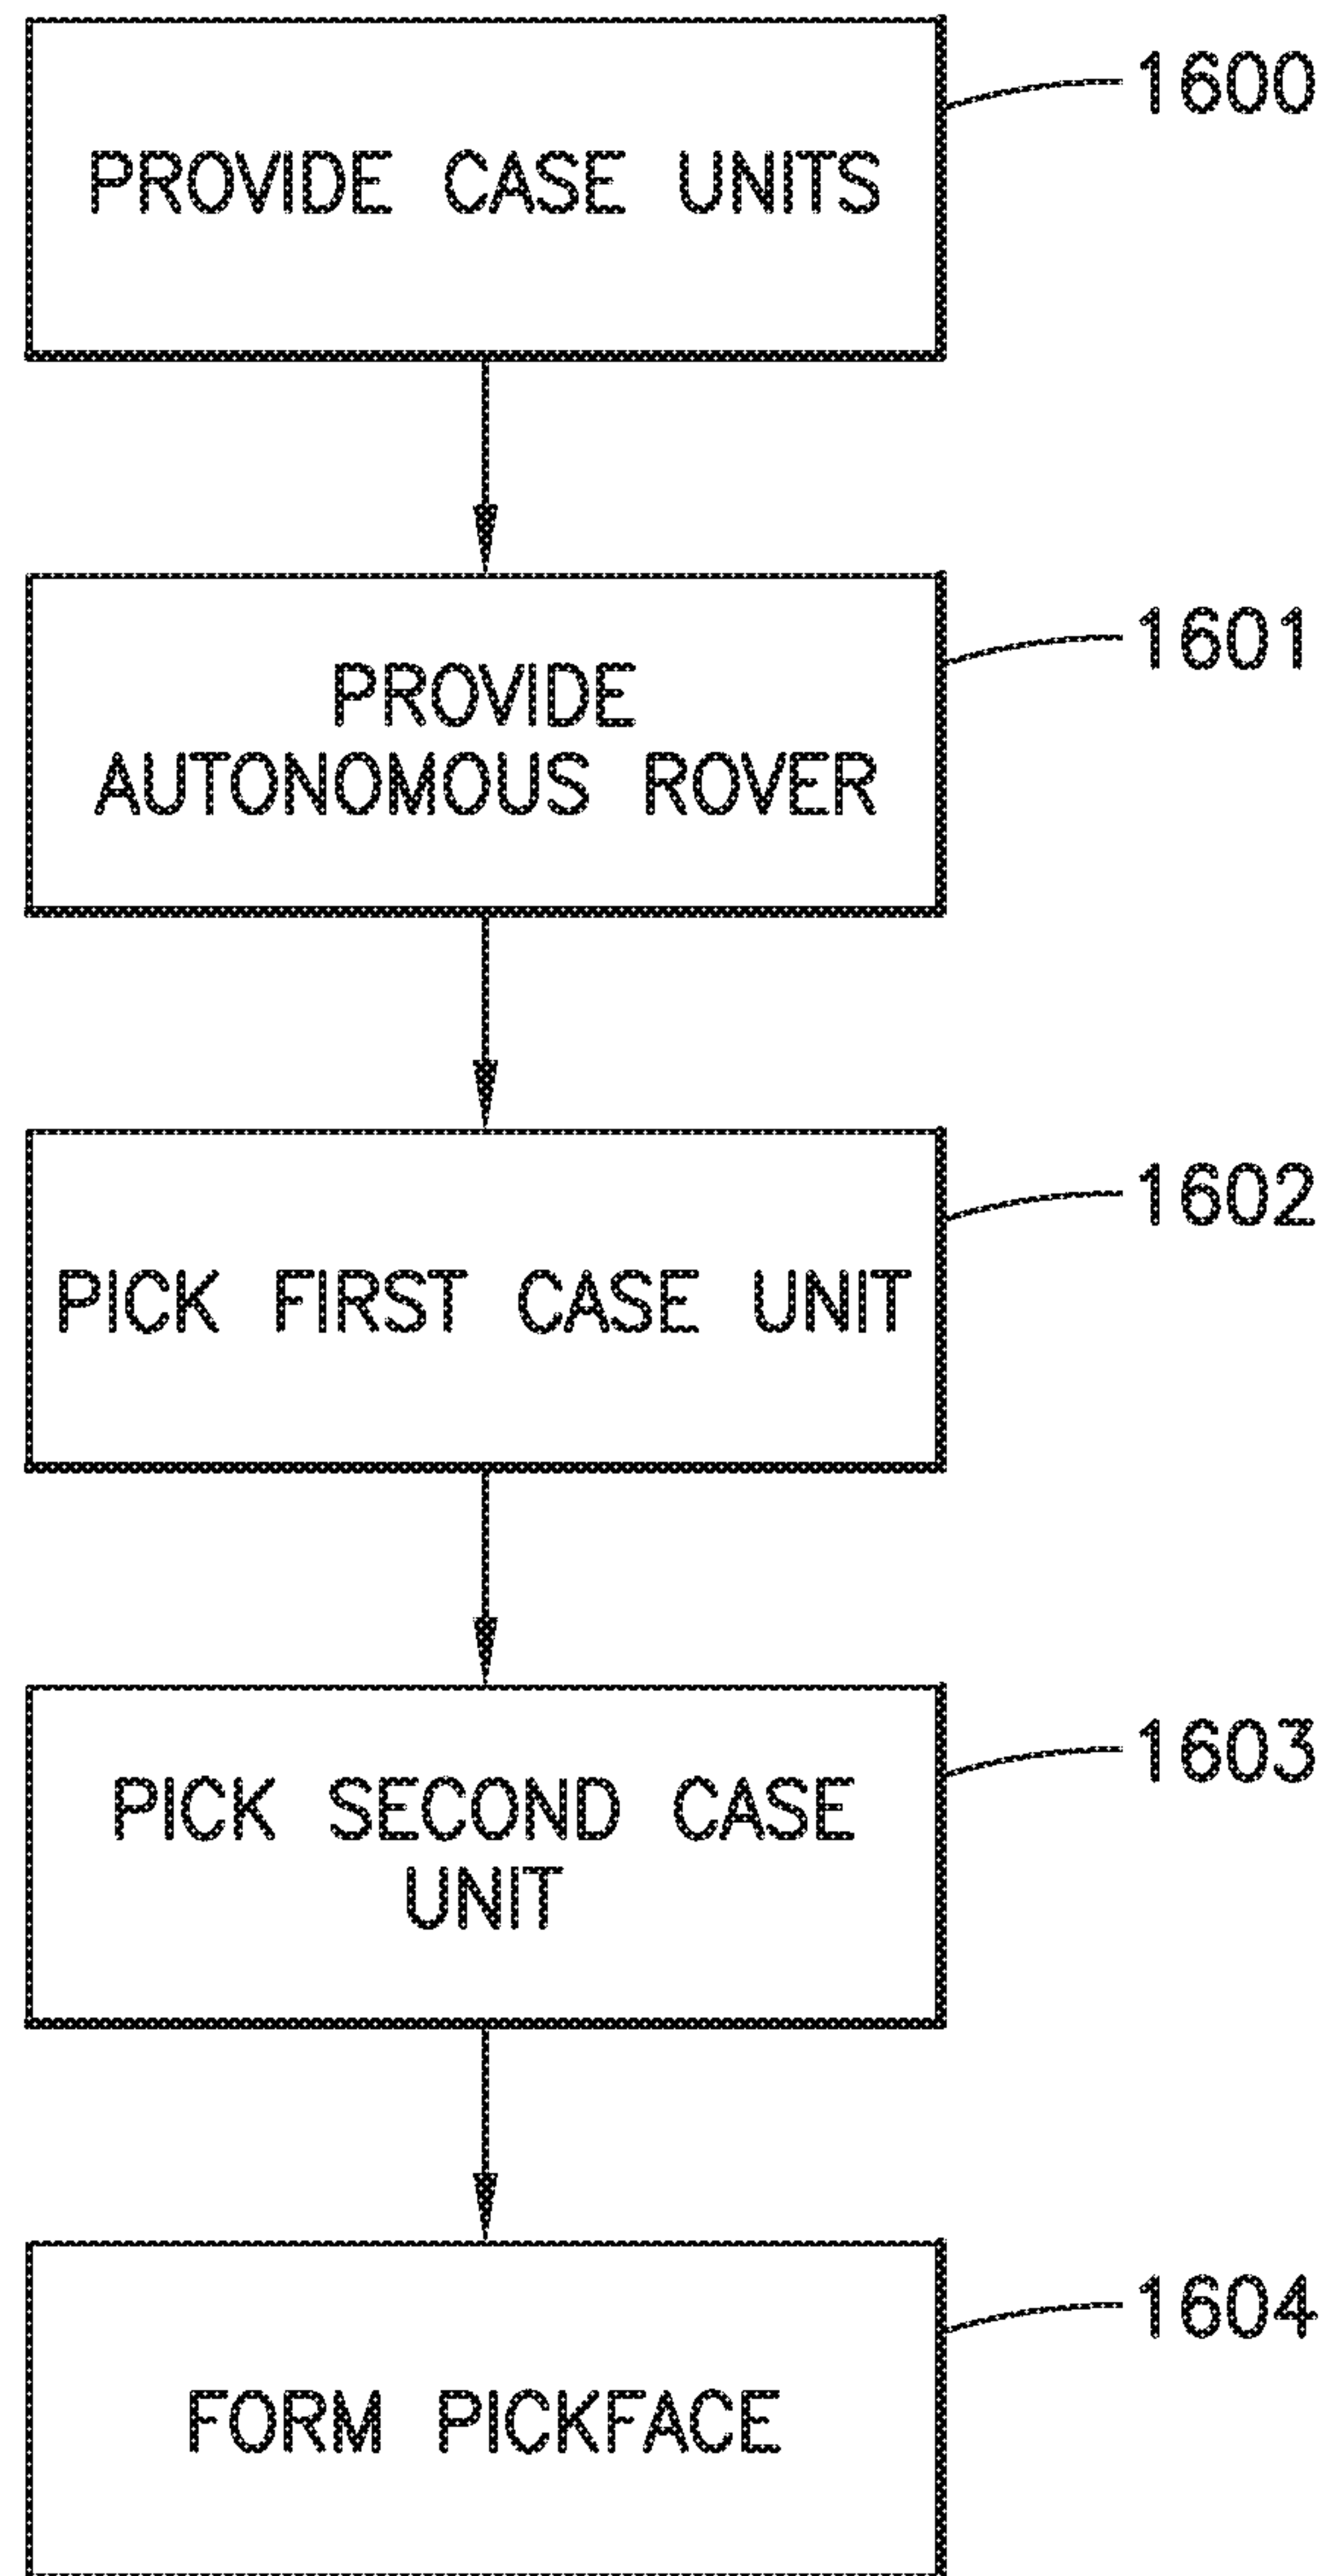 PROVIDE CASE UNITS
1600
PROVIDE
AUTONOMOUS ROVER
1601
PICK FIRST CASE UNIT
1602
PICK SECOND CASE
UNIT
1603
FORM PICKFACE
1604